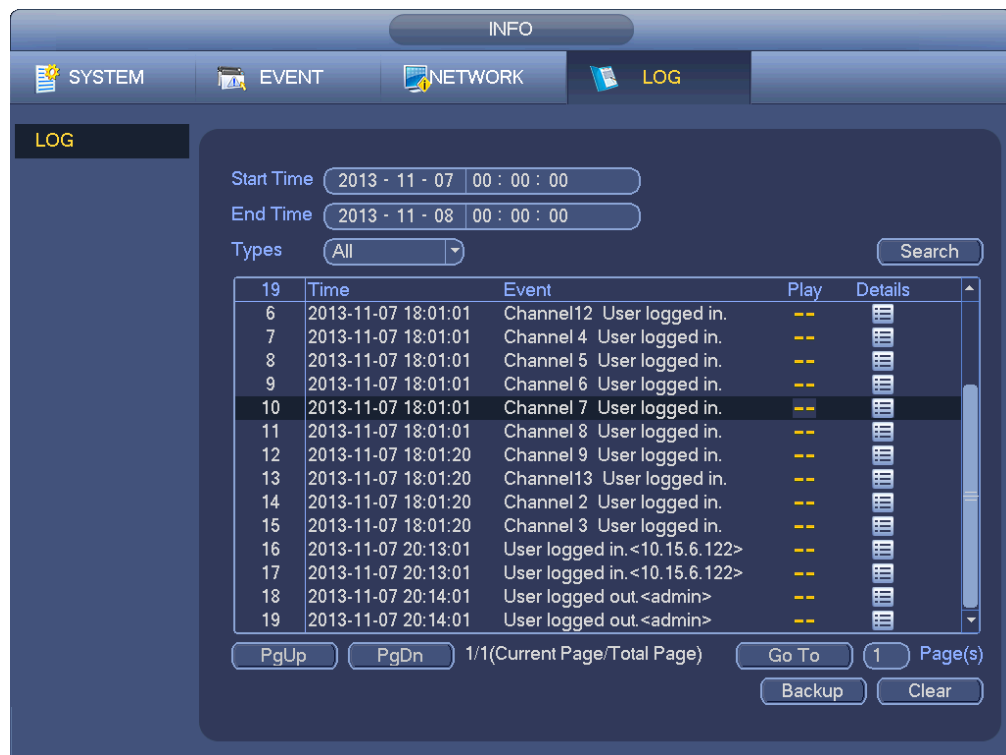 INFO
SYSTEM EVENT NETWORK LOG
LOG
Start Time 2013 - 11 - 07 00 : 00 : 00
End Time 2013 - 11 - 08 00 : 00 : 00
Types All Search
19 Time Event Play Details
6 2013-11-07 18:01:01 Channel12 User logged in. --
7 2013-11-07 18:01:01 Channel 4 User logged in. --
8 2013-11-07 18:01:01 Channel 5 User logged in. --
9 2013-11-07 18:01:01 Channel 6 User logged in. --
10 2013-11-07 18:01:01 Channel 7 User logged in. --
11 2013-11-07 18:01:01 Channel 8 User logged in. --
12 2013-11-07 18:01:20 Channel 9 User logged in. --
13 2013-11-07 18:01:20 Channel13 User logged in. --
14 2013-11-07 18:01:20 Channel 2 User logged in. --
15 2013-11-07 18:01:20 Channel 3 User logged in. --
16 2013-11-07 20:13:01 User logged in.<10.15.6.122> --
17 2013-11-07 20:13:01 User logged in.<10.15.6.122> --
18 2013-11-07 20:14:01 User logged out.<admin> --
19 2013-11-07 20:14:01 User logged out.<admin> --
PgUp PgDn 1/1(Current Page/Total Page) Go To 1 Page(s)
Backup Clear